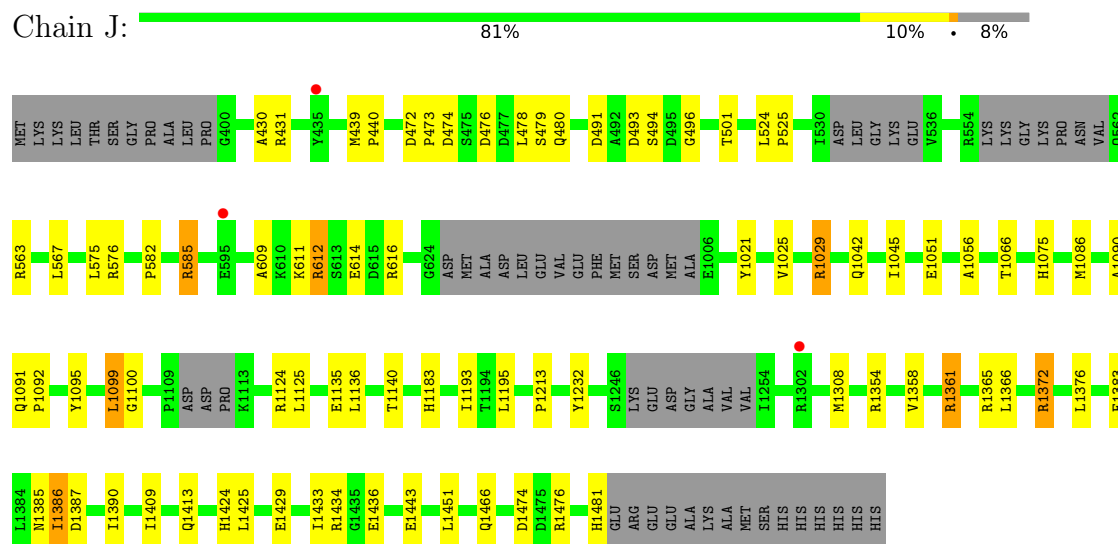 Chain J:
81% 10% • 8%
MET LYS LYS LEU THR SER GLY PRO ALA LEU PRO G400 A430 R431 Y435 M439 P440 D472 P473 D474 S475 D476 D477 L478 S479 Q480 D491 A492 D493 S494 D495 G496 T501 L524 P525 I530 ASP LEU GLY LYS GLU V536 R554 LYS LYS GLY LYS PRO ASN VAL Q562
R563 L567 L575 R576 P582 R585 E595 A609 K610 K611 R612 S613 E614 D615 R616 G624 ASP MET ALA ASP LEU GLU VAL GLU PHE MET SER ASP MET ALA E1006 Y1021 V1025 R1029 Q1042 I1045 E1051 A1056 T1066 H1075 M1086 A1090
Q1091 P1092 Y1095 L1099 G1100 P1109 ASP ASP PRO K1113 R1124 L1125 E1135 L1136 T1140 H1183 I1193 T1194 L1195 P1213 Y1232 S1246 LYS GLU ASP GLY ALA VAL VAL I1254 R1302 M1308 R1354 V1358 R1361 R1365 L1366 R1372 L1376
L1384 N1385 I1386 D1387 I1390 I1409 Q1413 H1424 L1425 E1429 I1433 R1434 G1435 E1436 E1443 L1451 Q1466 D1474 D1475 R1476 H1481 GLU ARG GLU GLU ALA LYS ALA MET SER HIS HIS HIS HIS HIS HIS